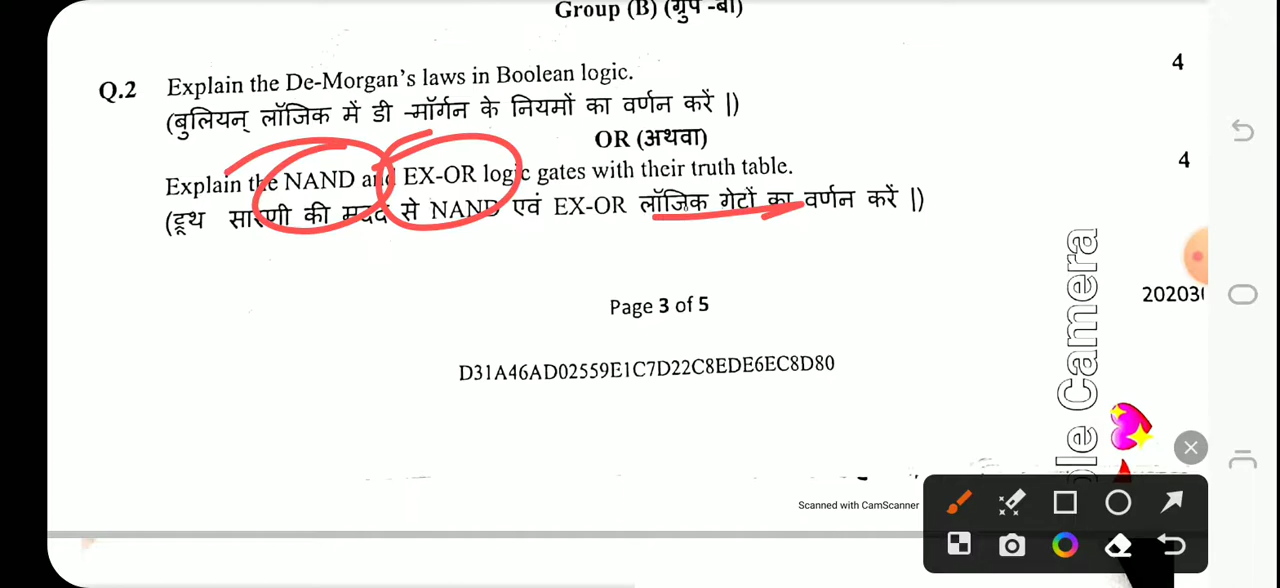 Group (B) (ग्रुप -बी)
Q.2 Explain the De-Morgan's laws in Boolean logic. 4
(बुलियन् लॉजिक में डी -मॉर्गन के नियमों का वर्णन करें |)
OR (अथवा)
Explain the NAND and EX-OR logic gates with their truth table. 4
(ट्रूथ सारणी की मदद से NAND एवं EX-OR लॉजिक गेटों का वर्णन करें |)
Page 3 of 5
D31A46AD02559E1C7D22C8EDE6EC8D80
Camera
Scanned with CamScanner